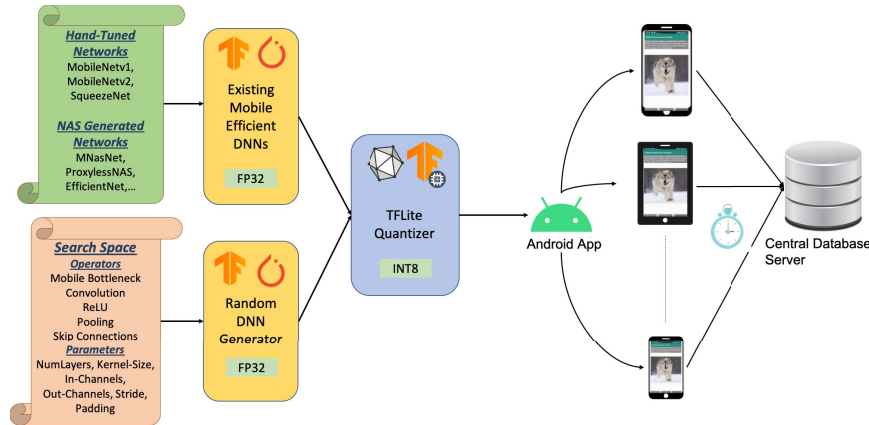 Hand-Tuned
Networks
MobileNetv1,
MobileNetv2,
SqueezeNet
NAS Generated
Networks
MNasNet,
ProxylessNAS,
EfficientNet,...
Existing
Mobile
Efficient
DNNs
FP32
Search Space
Operators
Mobile Bottleneck
Convolution
ReLU
Pooling
Skip Connections
Parameters
NumLayers, Kernel-Size,
In-Channels,
Out-Channels, Stride,
Padding
Random
DNN
Generator
FP32
TFLite
Quantizer
INT8
Android App
Central Database
Server